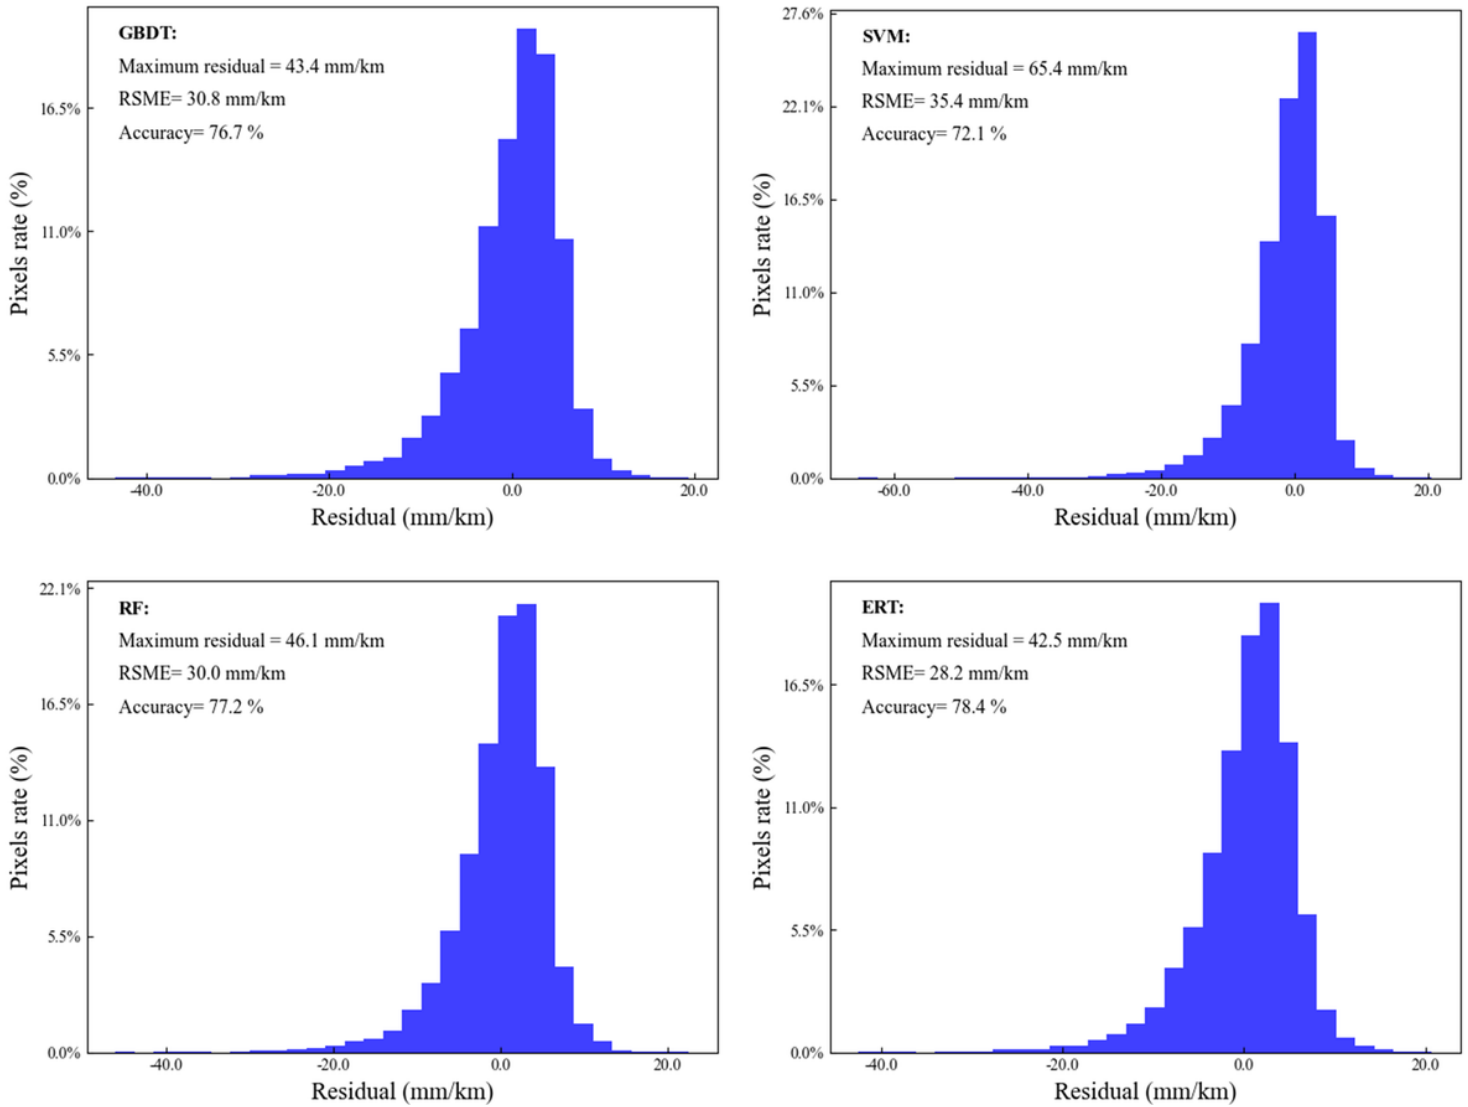 GBDT:
Maximum residual = 43.4 mm/km
RSME= 30.8 mm/km
Accuracy= 76.7 %
16.5%
11.0%
5.5%
0.0%
Pixels rate (%)
-40.0 -20.0 0.0 20.0
Residual (mm/km)
SVM:
Maximum residual = 65.4 mm/km
RSME= 35.4 mm/km
Accuracy= 72.1 %
27.6%
22.1%
16.5%
11.0%
5.5%
0.0%
Pixels rate (%)
-60.0 -40.0 -20.0 0.0 20.0
Residual (mm/km)
RF:
Maximum residual = 46.1 mm/km
RSME= 30.0 mm/km
Accuracy= 77.2 %
22.1%
16.5%
11.0%
5.5%
0.0%
Pixels rate (%)
-40.0 -20.0 0.0 20.0
Residual (mm/km)
ERT:
Maximum residual = 42.5 mm/km
RSME= 28.2 mm/km
Accuracy= 78.4 %
16.5%
11.0%
5.5%
0.0%
Pixels rate (%)
-40.0 -20.0 0.0 20.0
Residual (mm/km)